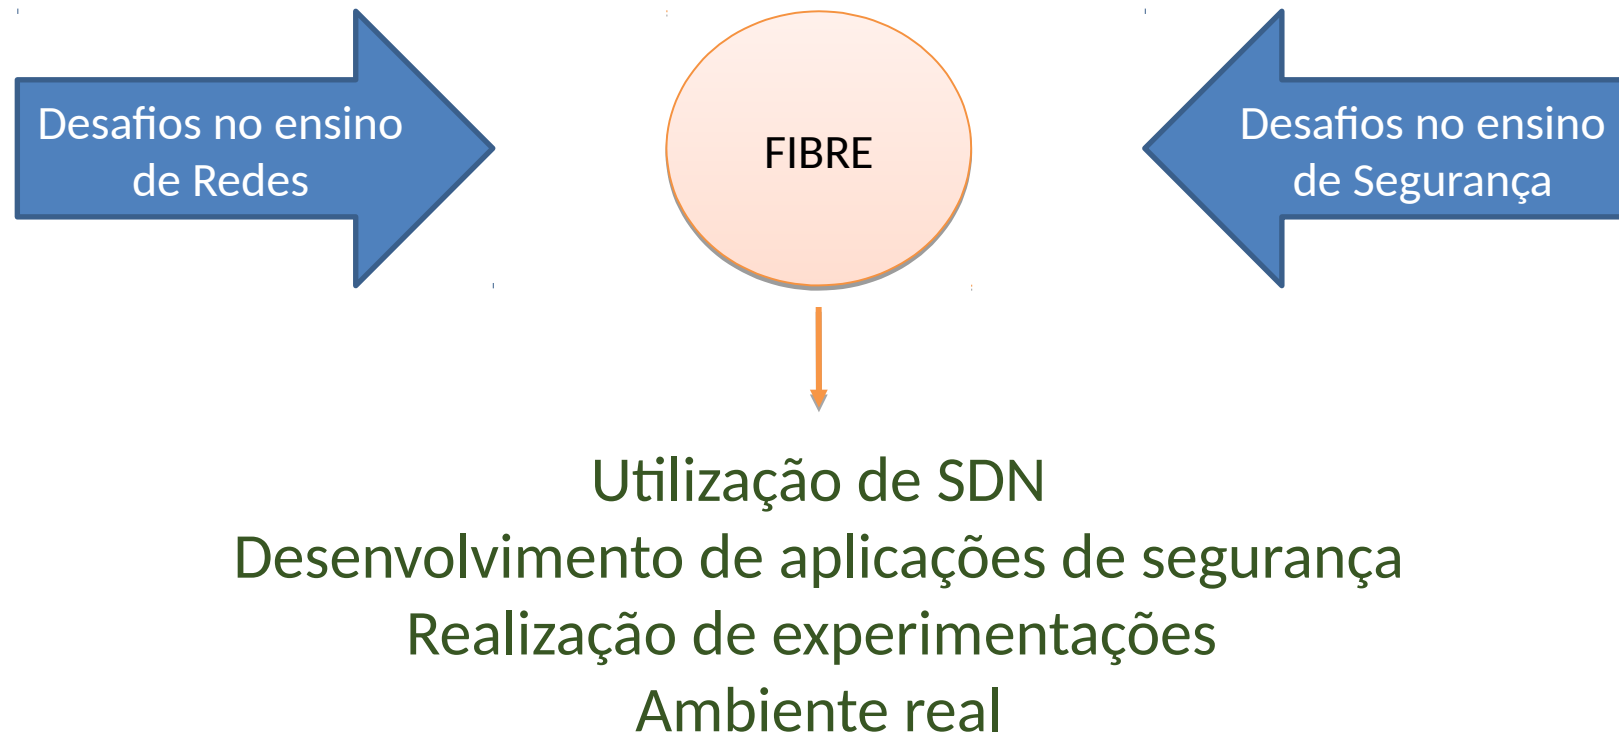 Desafios no ensino
de Redes
FIBRE
Desafios no ensino
de Segurança
Utilização de SDN
Desenvolvimento de aplicações de segurança
Realização de experimentações
Ambiente real